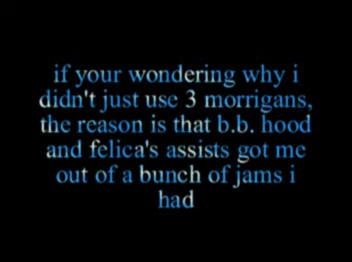 if your wondering why i
didn't just use 3 morrigans,
the reason is that b.b. hood
and felica's assists got me
out of a bunch of jams i
had